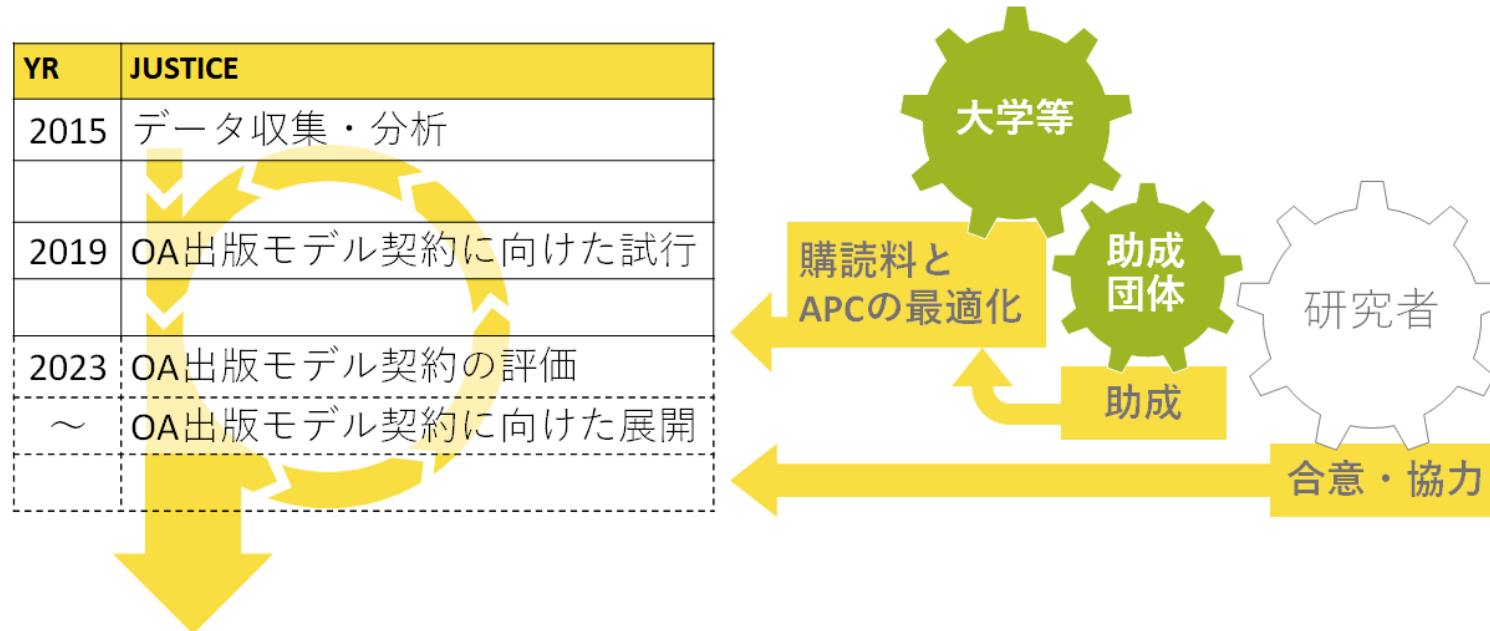 YR JUSTICE
2015 データ収集・分析
2019 OA出版モデル契約に向けた試行
2023 OA出版モデル契約の評価
～ OA出版モデル契約に向けた展開
大学等
助成
団体
研究者
購読料と
APCの最適化
助成
合意・協力